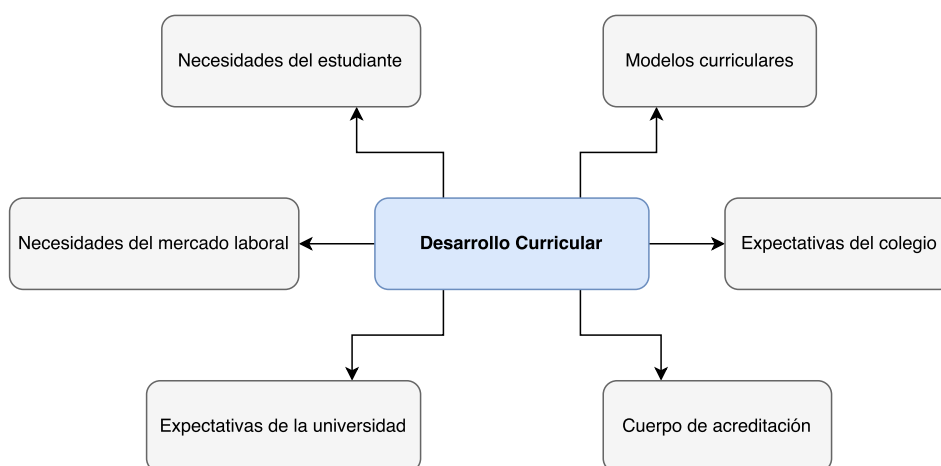 Necesidades del estudiante
Modelos curriculares
Necesidades del mercado laboral
Desarrollo Curricular
Expectativas del colegio
Expectativas de la universidad
Cuerpo de acreditación